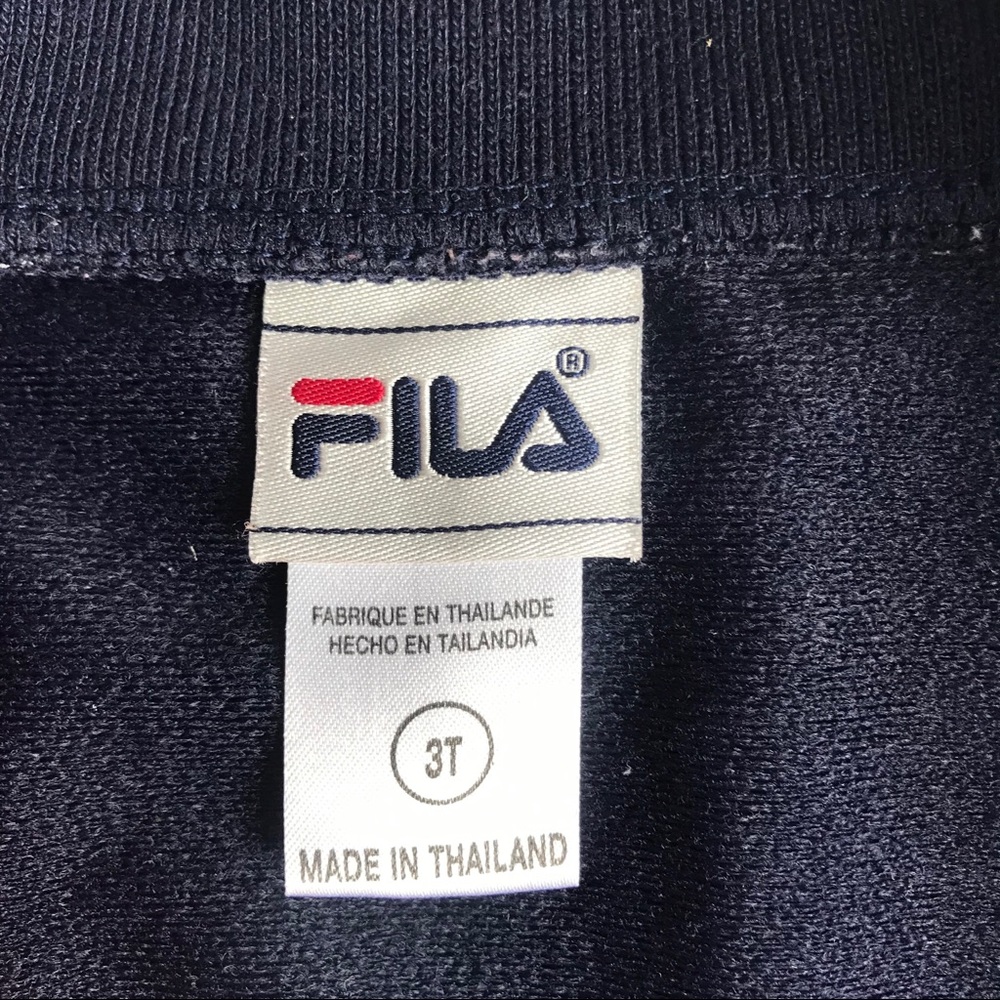 FILA®
FABRIQUE EN THAILANDE
HECHO EN TAILANDIA
3T
MADE IN THAILAND